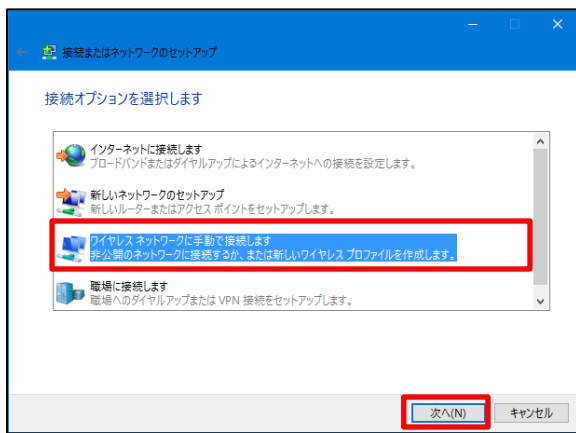 接続またはネットワークのセットアップ
接続オプションを選択します
インターネットに接続します
ブロードバンドまたはダイヤルアップによるインターネットへの接続を設定します。
新しいネットワークのセットアップ
新しいルーターまたはアクセス ポイントをセットアップします。
ワイヤレス ネットワークに手動で接続します
非公開のネットワークに接続するか、または新しいワイヤレス プロファイルを作成します。
職場に接続します
職場へのダイヤルアップまたは VPN 接続をセットアップします。
次へ(N) キャンセル